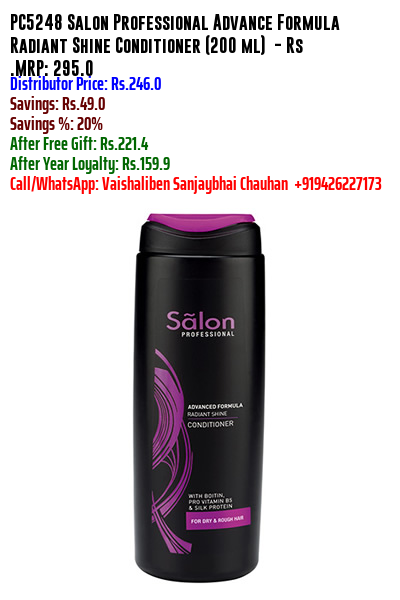 PC5248 Salon Professional Advance Formula
Radiant Shine Conditioner (200 ml) - Rs
.MRP: 295.0
Distributor Price: Rs.246.0
Savings: Rs.49.0
Savings %: 20%
After Free Gift: Rs.221.4
After Year Loyalty: Rs.159.9
Call/WhatsApp: Vaishaliben Sanjaybhai Chauhan +919426227173
Sãlon
PROFESSIONAL
ADVANCED FORMULA
RADIANT SHINE
CONDITIONER
WITH BOITIN,
PRO VITAMIN B5
& SILK PROTEIN
FOR DRY & ROUGH HAIR